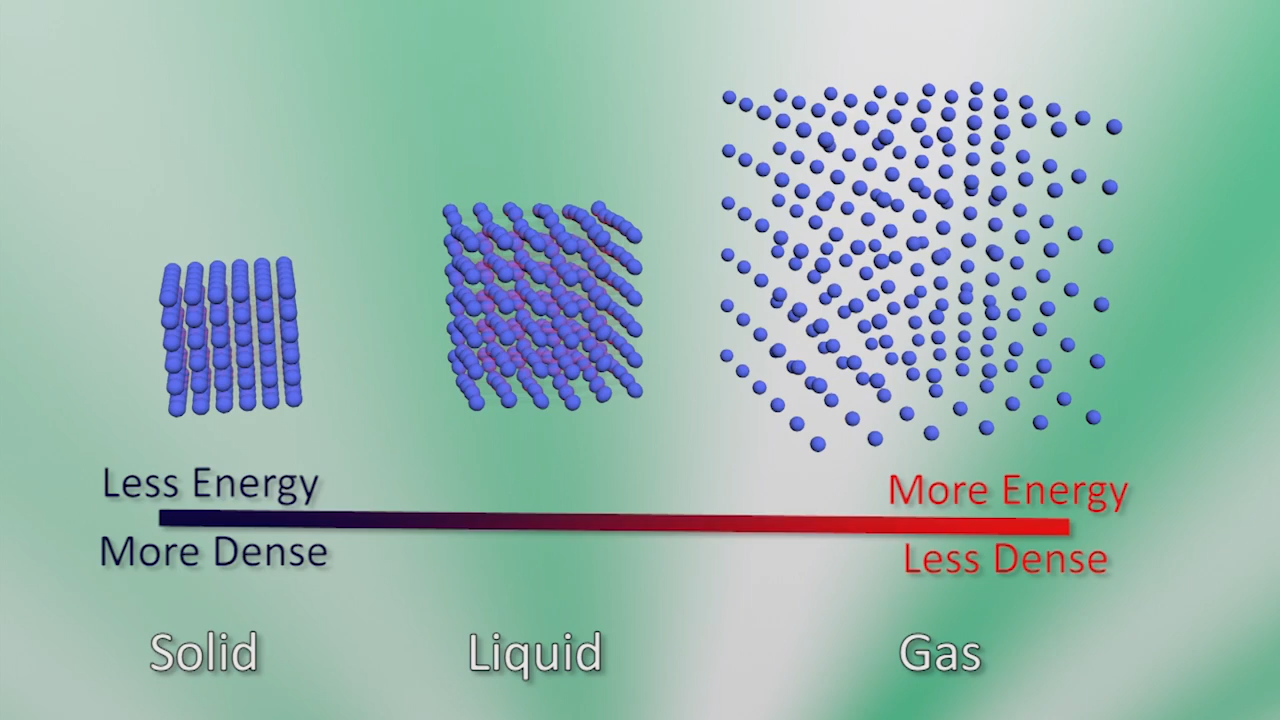 Less Energy
More Energy
More Dense
Less Dense
Solid
Liquid
Gas